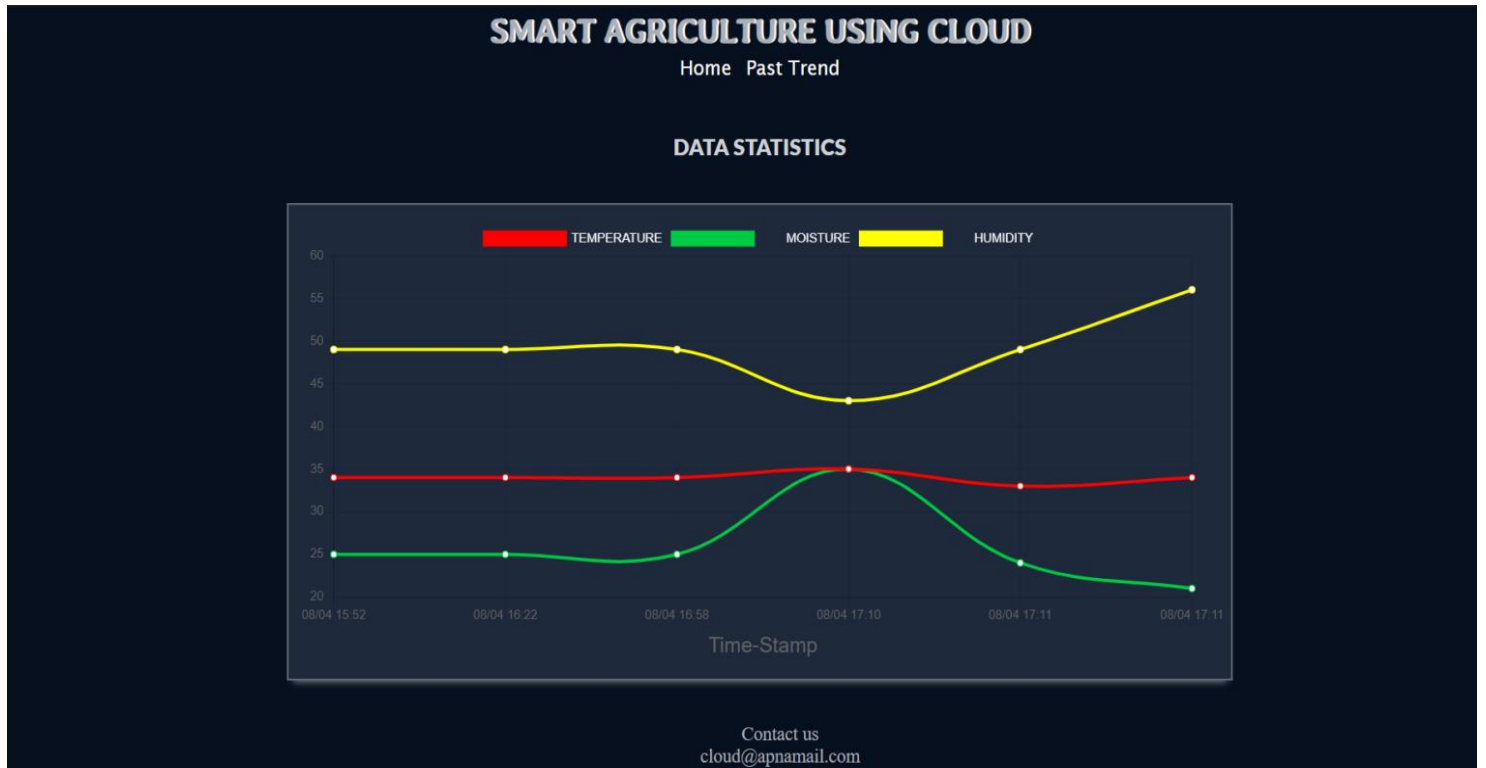 SMART AGRICULTURE USING CLOUD
Home Past Trend
DATA STATISTICS
TEMPERATURE MOISTURE HUMIDITY
60
55
50
45
40
35
30
25
20
08/04 15:52 08/04 16:22 08/04 16:58 08/04 17:10 08/04 17:11 08/04 17:11
Time-Stamp
Contact us
cloud@apnamail.com